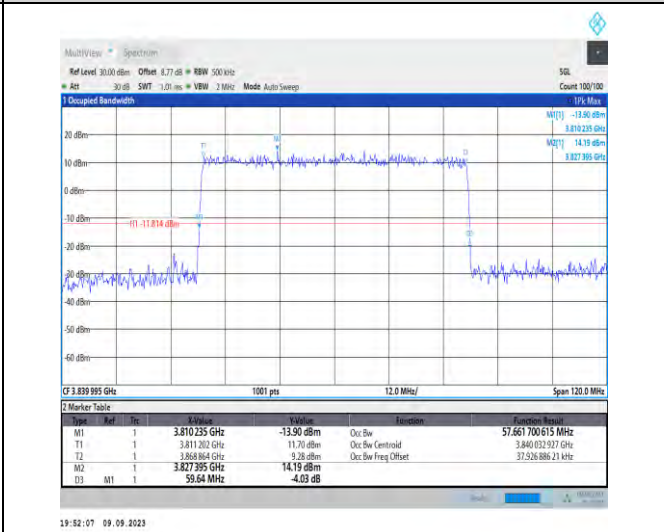 MultiView Spectrum
Ref Level 30.00 dBm Offset 8.77 dB RBW 500 kHz SGL
Att 30 dB SWT 1.01 ms VBW 2 MHz Mode Auto Sweep Count 100/100
1 Occupied Bandwidth 1Pk Max
M1[1] -13.90 dBm
3.810 235 GHz
M2[1] 14.19 dBm
3.827 395 GHz
20 dBm
10 dBm
0 dBm
-10 dBm
H1 -11.814 dBm
-20 dBm
-30 dBm
-40 dBm
-50 dBm
-60 dBm
T1
M2
CF 3.839 995 GHz 1001 pts 12.0 MHz/ Span 120.0 MHz
2 Marker Table
Type Ref Trc X-Value Y-Value Function Function Result
M1 1 3.810 235 GHz -13.90 dBm Occ Bw 57.661 700 615 MHz
T1 1 3.811 202 GHz 11.70 dBm Occ Bw Centroid 3.840 032 927 GHz
T2 1 3.868 864 GHz 9.28 dBm Occ Bw Freq Offset 37.926 886 21 kHz
M2 1 3.827 395 GHz 14.19 dBm
D3 M1 1 59.64 MHz -4.03 dB
19:52:07 09.09.2023